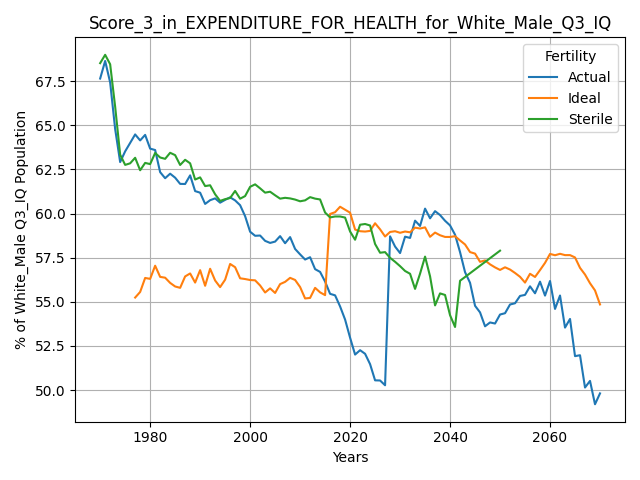 Score_3_in_EXPENDITURE_FOR_HEALTH_for_White_Male_Q3_IQ
Fertility
Actual
Ideal
Sterile
% of White_Male Q3_IQ Population
67.5
65.0
62.5
60.0
57.5
55.0
52.5
50.0
1980
2000
2020
2040
2060
Years